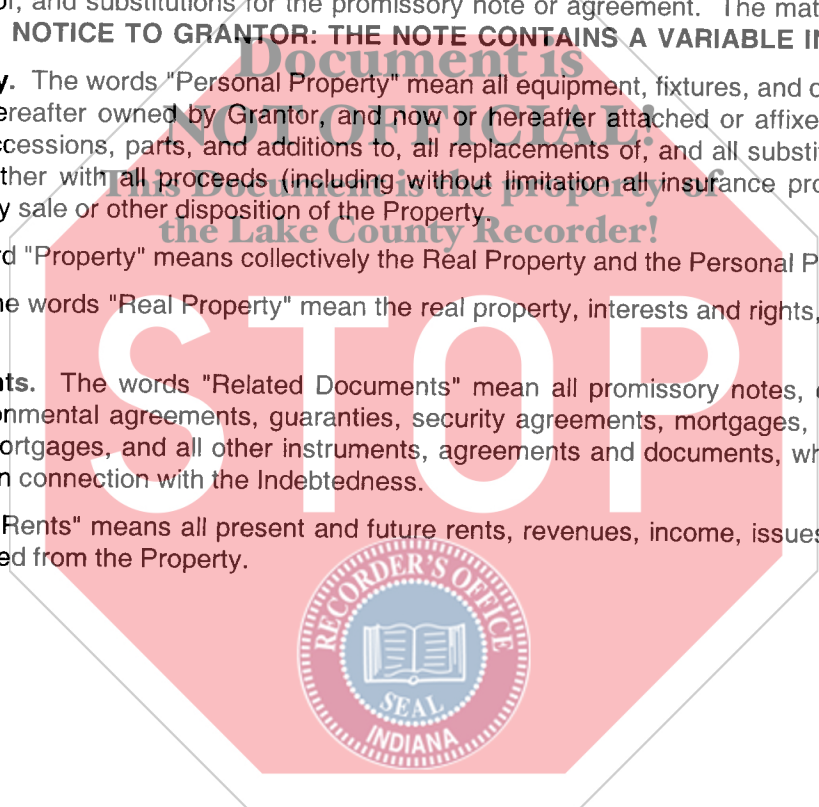 of, and substitutions for the promissory note or agreement. The mat
NOTICE TO GRANTOR: THE NOTE CONTAINS A VARIABLE IN
Document is
y. The words "Personal Property" mean all equipment, fixtures, and o
ereafter owned by Grantor, and now or hereafter attached or affixe
NOT OFFICIAL!
cessions, parts, and additions to, all replacements of, and all substit
ther with all proceeds (including without limitation all insurance pro
This Document is the property of
y sale or other disposition of the Property.
the Lake County Recorder!
rd "Property" means collectively the Real Property and the Personal P
ne words "Real Property" mean the real property, interests and rights,
STOP
nts. The words "Related Documents" mean all promissory notes,
onmental agreements, guaranties, security agreements, mortgages,
ortgages, and all other instruments, agreements and documents, wh
n connection with the Indebtedness.
Rents" means all present and future rents, revenues, income, issues
ed from the Property.
RECORDER'S OFFICE
SEAL
INDIANA